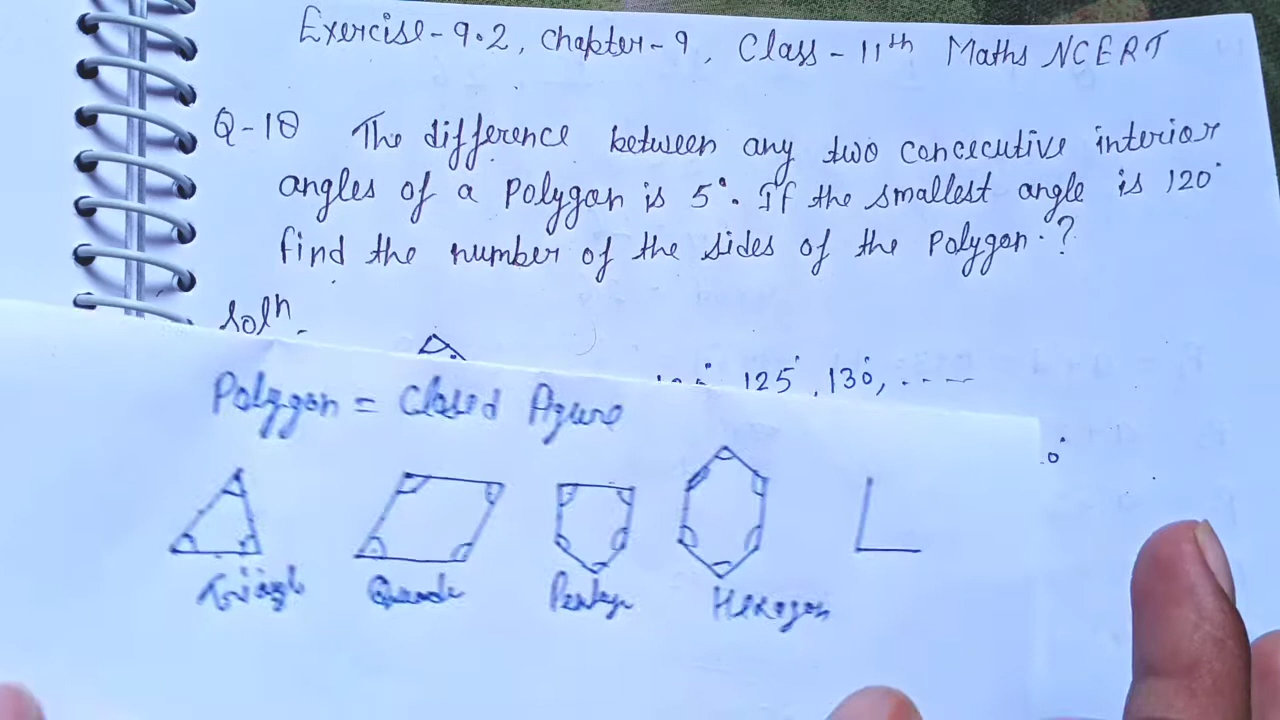 Exercise-9.2, Chapter-9, Class-11th Maths NCERT
Q-18 The difference between any two concecutive interior
angles of a Polygon is 5°. If the smallest angle is 120°
find the number of the sides of the Polygon.?
Solⁿ.
125°, 130°, ----
Polygon = Closed figure
Quade
Hexagon